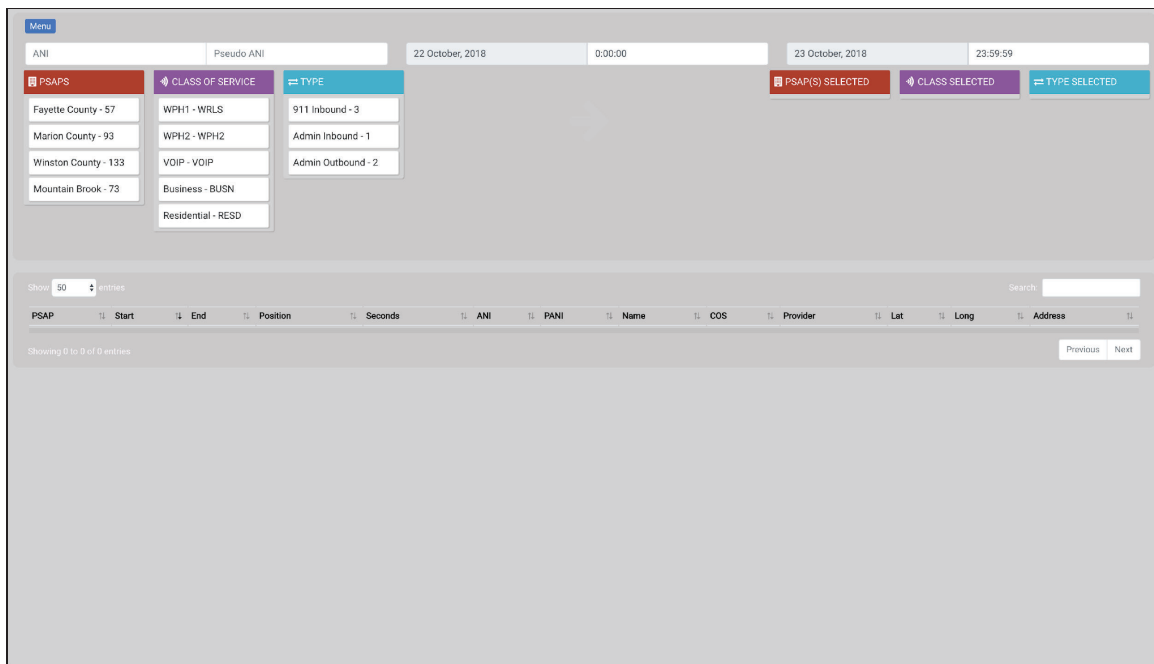 Menu
ANI Pseudo ANI 22 October, 2018 0:00:00 23 October, 2018 23:59:59
PSAPS CLASS OF SERVICE TYPE PSAP(S) SELECTED CLASS SELECTED TYPE SELECTED
Fayette County - 57 WPH1 - WRLS 911 Inbound - 3
Marion County - 93 WPH2 - WPH2 Admin Inbound - 1
Winston County - 133 VOIP - VOIP Admin Outbound - 2
Mountain Brook - 73 Business - BUSN
Residential - RESD
Show 50 entries Search:
PSAP Start End Position Seconds ANI PANI Name COS Provider Lat Long Address
Showing 0 to 0 of 0 entries Previous Next